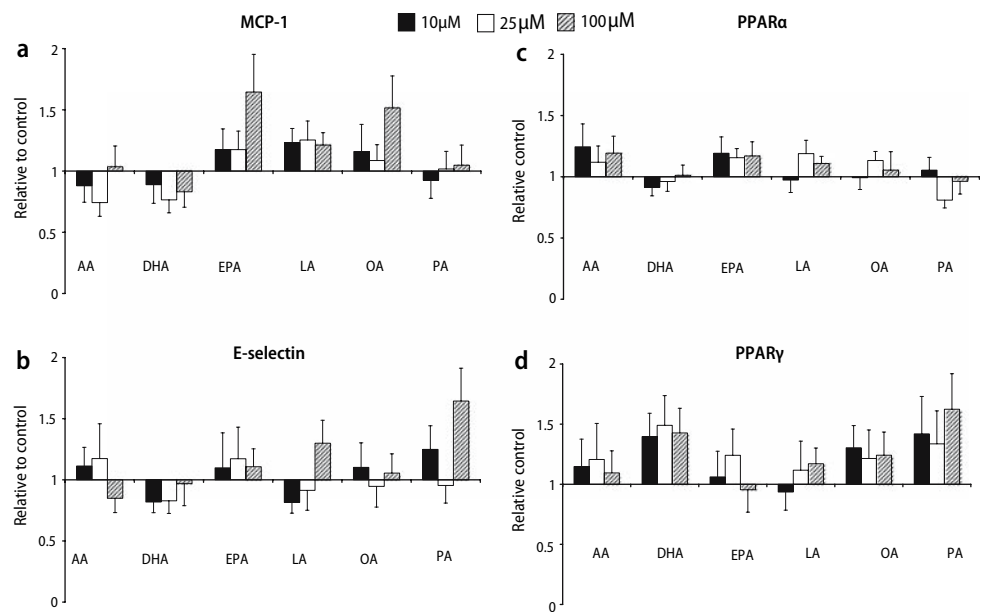 MCP-1
10μM 25μM 100μM
PPARα
a
2
1.5
1
0.5
0
Relative to control
AA DHA EPA LA OA PA
c
2
1.5
1
0.5
0
Relative to control
AA DHA EPA LA OA PA
b
E-selectin
2
1.5
1
0.5
0
Relative to control
AA DHA EPA LA OA PA
d
PPARγ
2
1.5
1
0.5
0
Relative control
AA DHA EPA LA OA PA